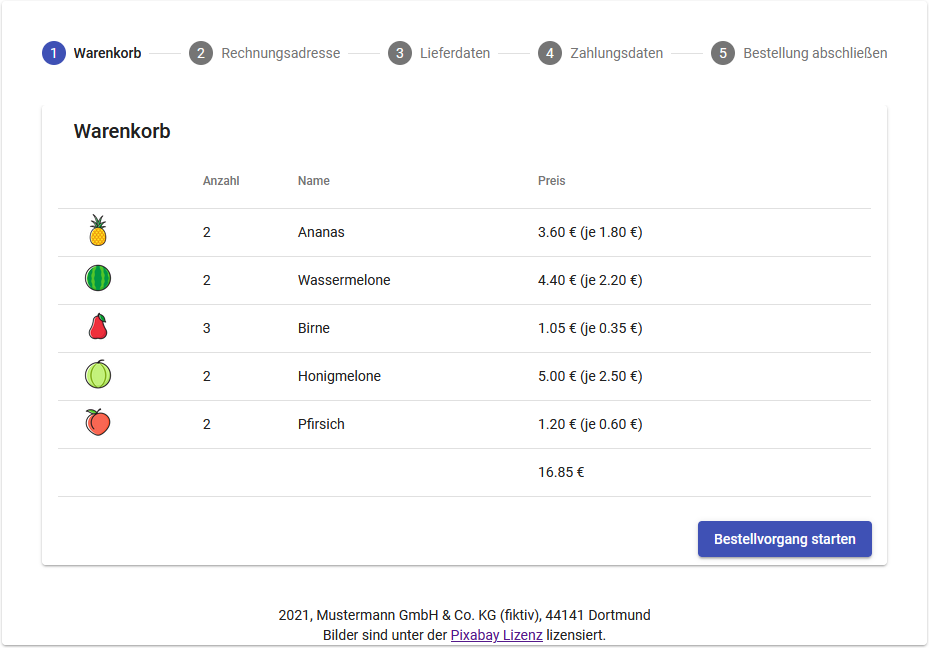 1 Warenkorb 2 Rechnungsadresse 3 Lieferdaten 4 Zahlungsdaten 5 Bestellung abschließen
Warenkorb
Anzahl Name Preis
2 Ananas 3.60 € (je 1.80 €)
2 Wassermelone 4.40 € (je 2.20 €)
3 Birne 1.05 € (je 0.35 €)
2 Honigmelone 5.00 € (je 2.50 €)
2 Pfirsich 1.20 € (je 0.60 €)
16.85 €
Bestellvorgang starten
2021, Mustermann GmbH & Co. KG (fiktiv), 44141 Dortmund
Bilder sind unter der Pixabay Lizenz lizensiert.